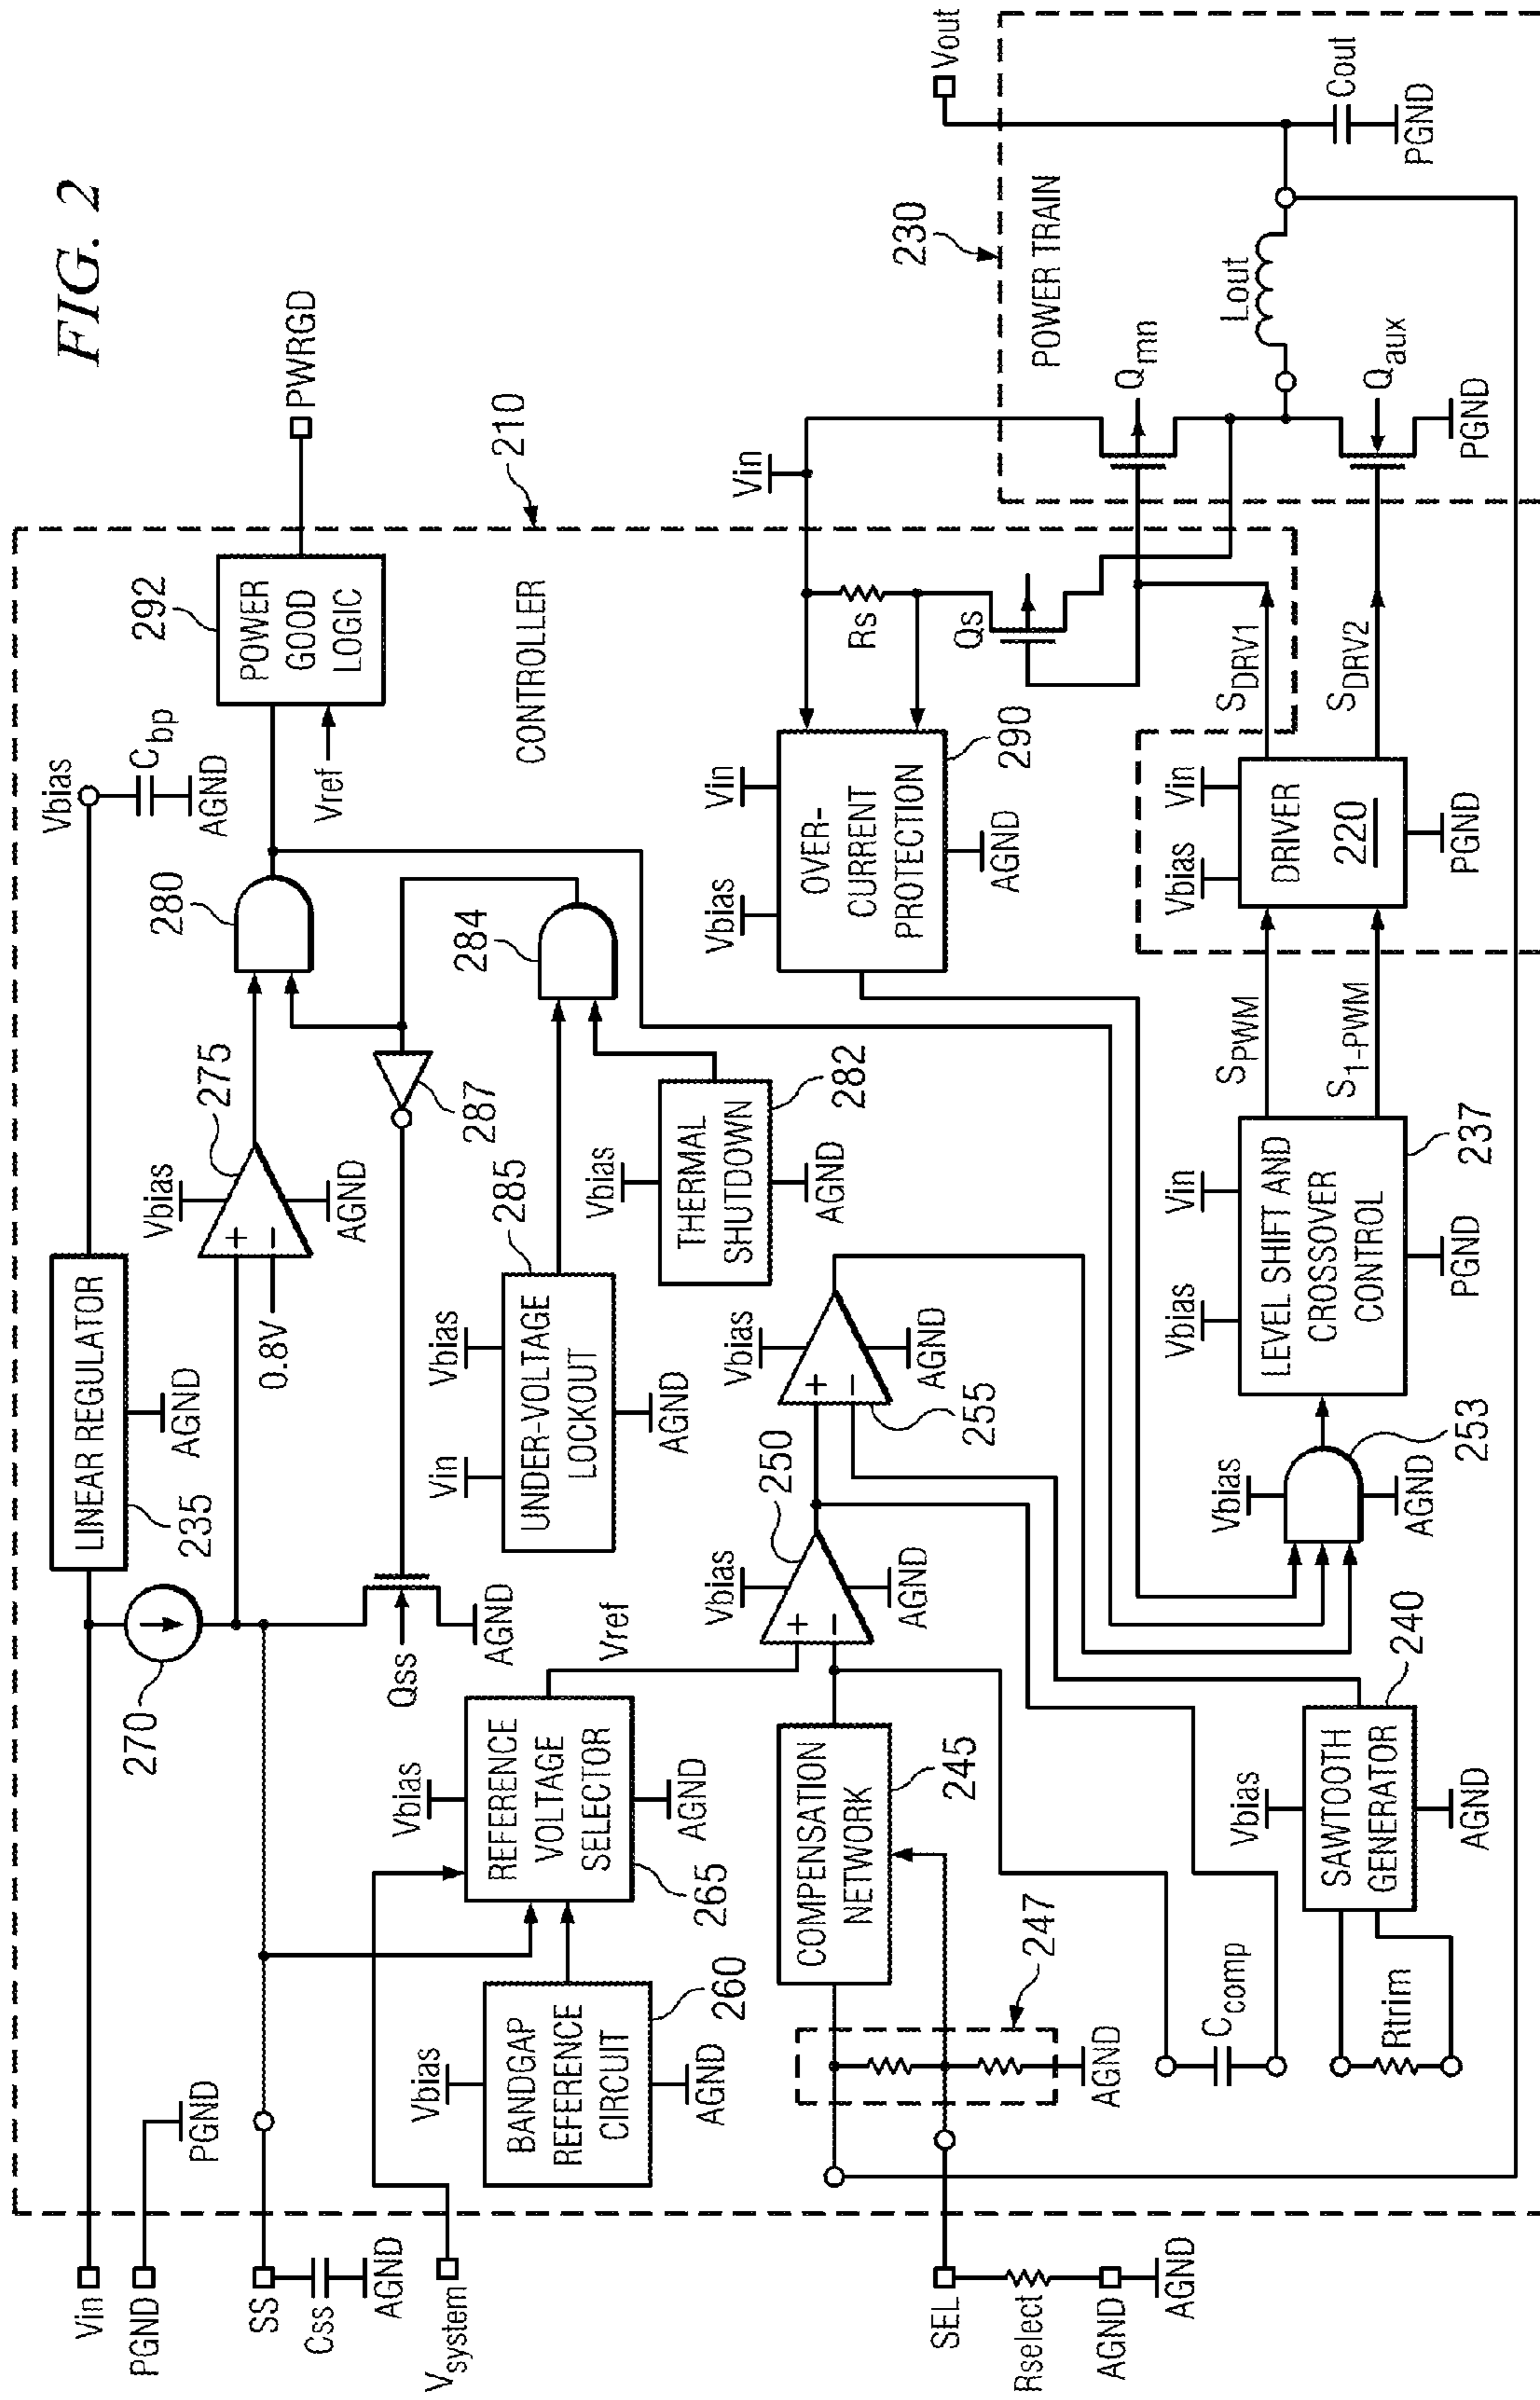 FIG. 2
Vin
PGND
PGND
SS
Css
AGND
Vsystem
SEL
Rselect
AGND
AGND
270
LINEAR REGULATOR
235
AGND
Vbias
Cbp
AGND
Vbias
275
+
−
0.8V
AGND
280
292
POWER
GOOD
LOGIC
Vref
PWRGD
CONTROLLER
210
Qss
AGND
287
284
Vin
Vbias
285
UNDER-VOLTAGE
LOCKOUT
AGND
Vbias
THERMAL
SHUTDOWN
282
AGND
Vbias
BANDGAP
REFERENCE
CIRCUIT
260
AGND
Vbias
REFERENCE
VOLTAGE
SELECTOR
265
AGND
Vref
COMPENSATION
NETWORK
245
247
AGND
Vbias
250
+
−
AGND
Vbias
255
+
−
AGND
Vbias
Vin
OVER-
CURRENT
PROTECTION
290
AGND
Vin
Rs
Qs
230
POWER TRAIN
Qmn
Qaux
PGND
Lout
Vout
Cout
PGND
Ccomp
Rtrim
Vbias
SAWTOOTH
GENERATOR
240
AGND
Vbias
253
AGND
Vbias
Vin
LEVEL SHIFT AND
CROSSOVER
CONTROL
237
PGND
SPWM
S1-PWM
Vbias
Vin
DRIVER
220
PGND
SDRV1
SDRV2